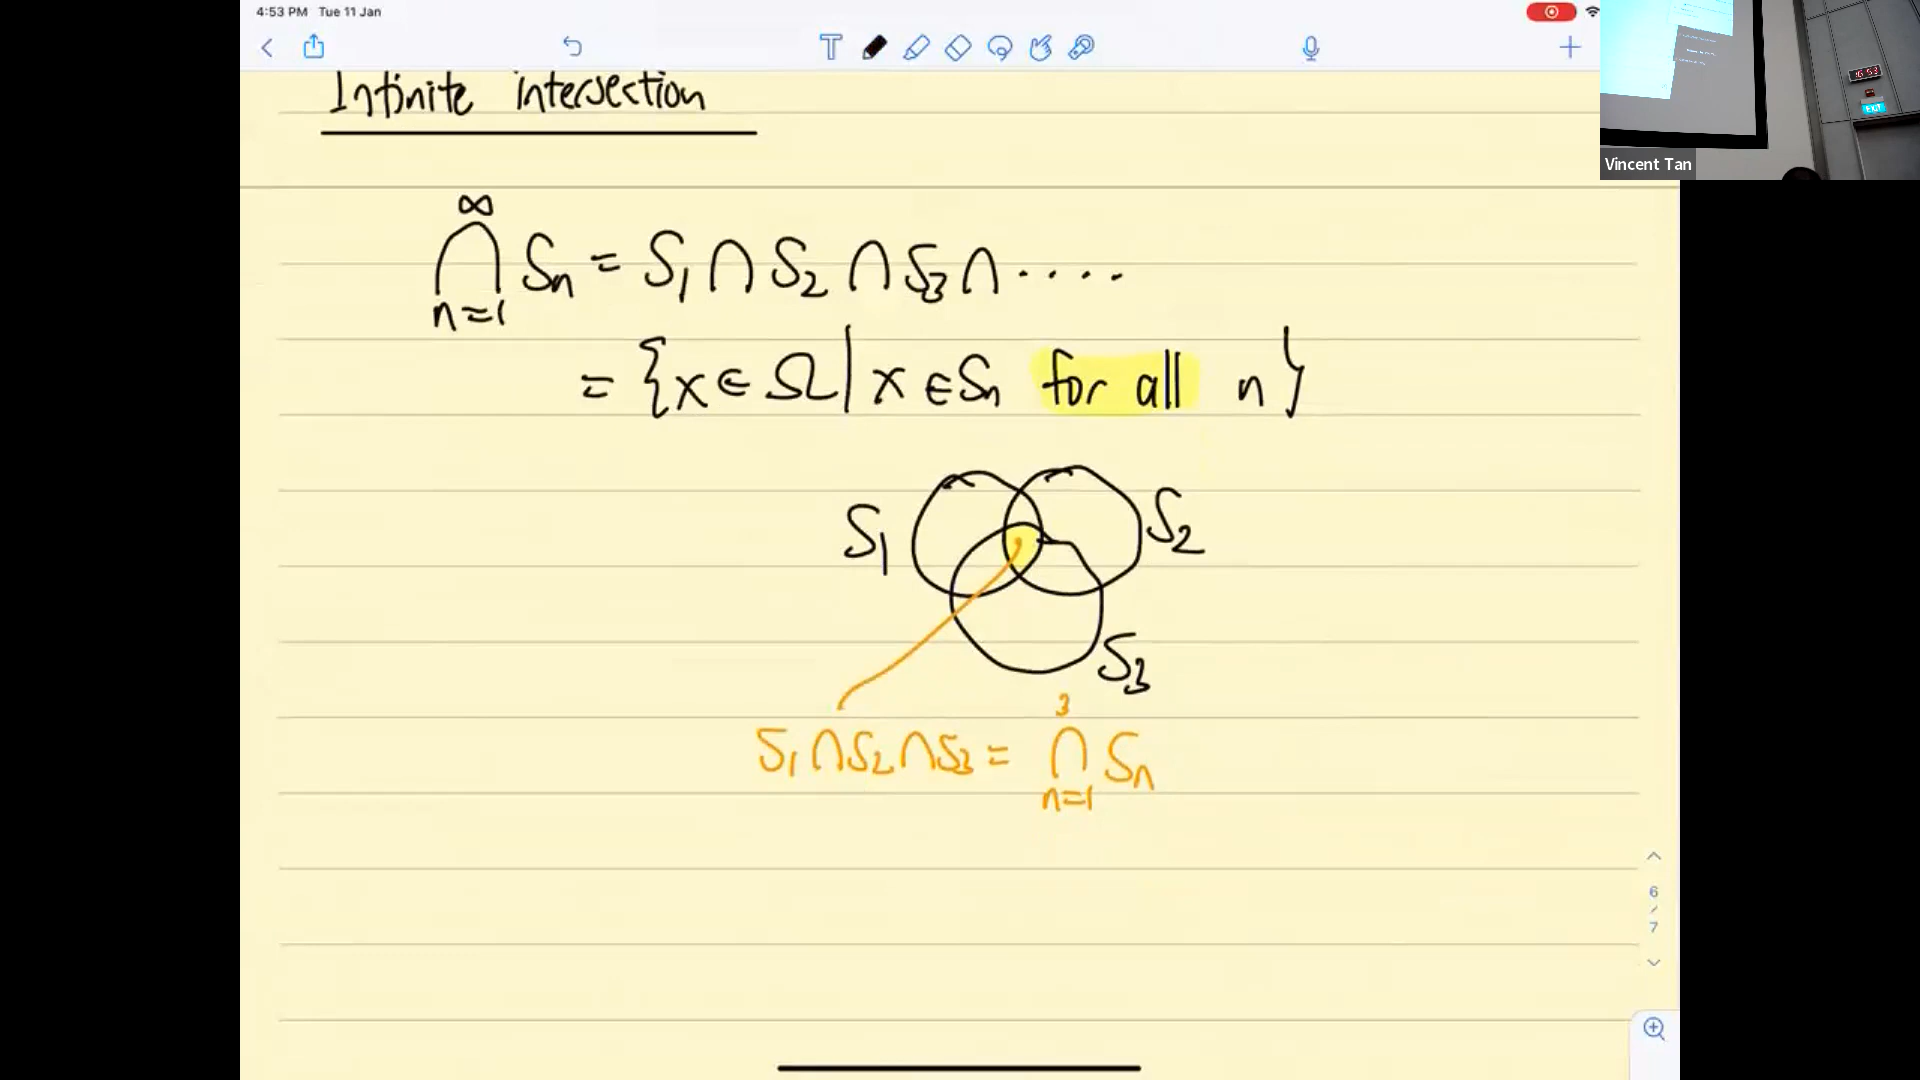 4:53 PM Tue 11 Jan
Infinite intersection
∞
⋂ Sn = S1 ∩ S2 ∩ S3 ∩ ....
n=1
= {x ∈ Ω | x ∈ Sn for all n}
S1
S2
S3
3
S1 ∩ S2 ∩ S3 = ⋂ Sn
n=1
6
/
7
Vincent Tan
EXIT